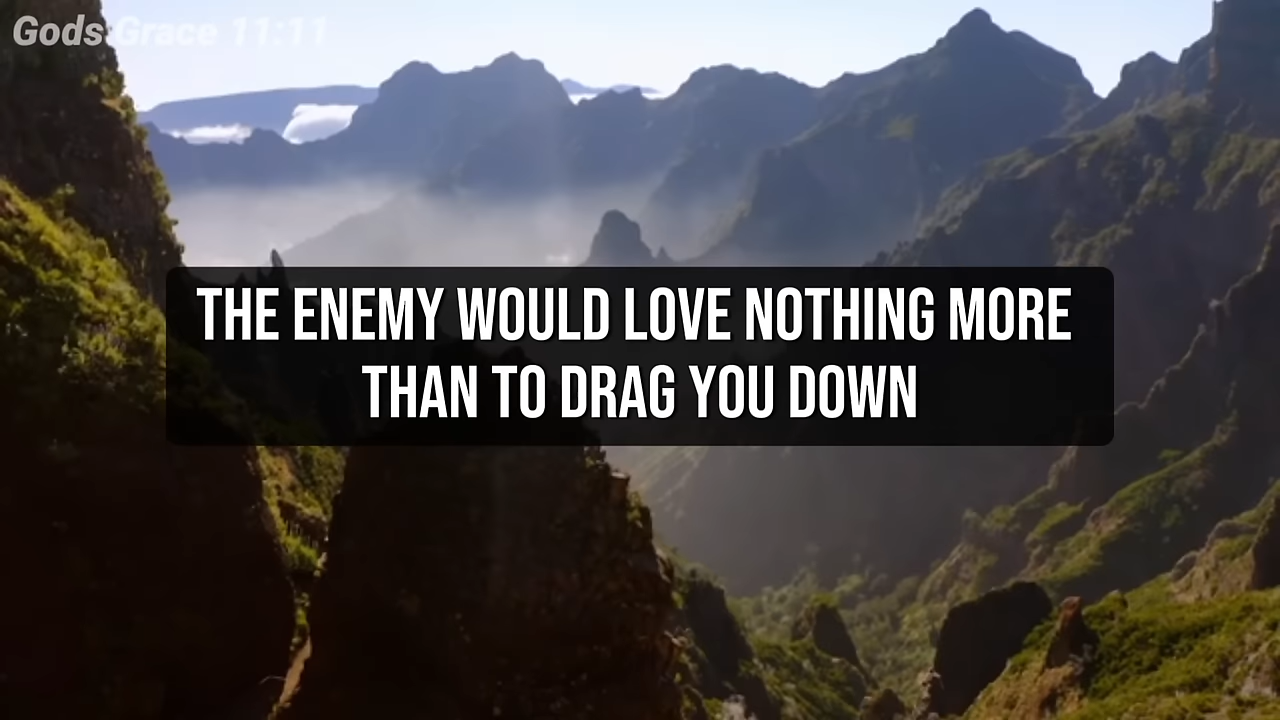 Gods Grace 11:11
THE ENEMY WOULD LOVE NOTHING MORE
THAN TO DRAG YOU DOWN